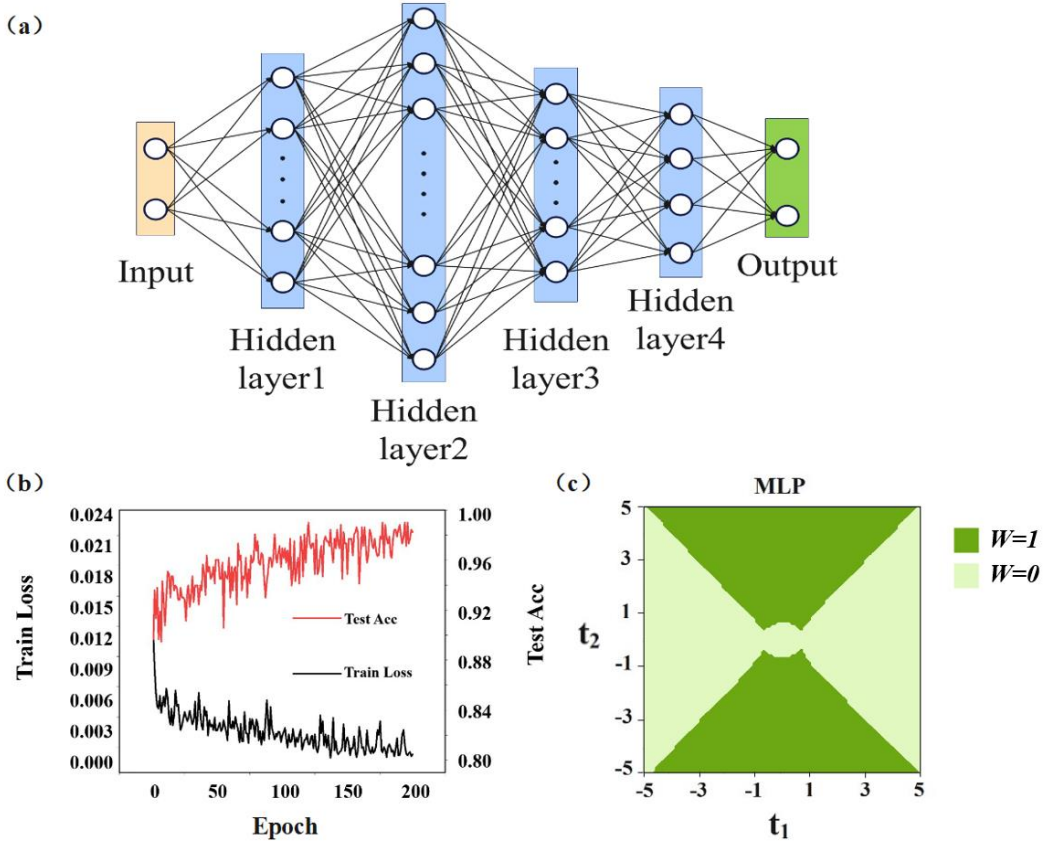 （a）
Input
Hidden
layer1
Hidden
layer2
Hidden
layer3
Hidden
layer4
Output
（b）
Train Loss
0.024
0.021
0.018
0.015
0.012
0.009
0.006
0.003
0.000
Test Acc
Train Loss
1.00
0.98
0.96
0.92
0.88
0.84
0.80
Test Acc
0
50
100
150
200
Epoch
（c）
MLP
5
3
1
-1
-3
-5
t2
-5
-3
-1
1
3
5
t1
W=1
W=0